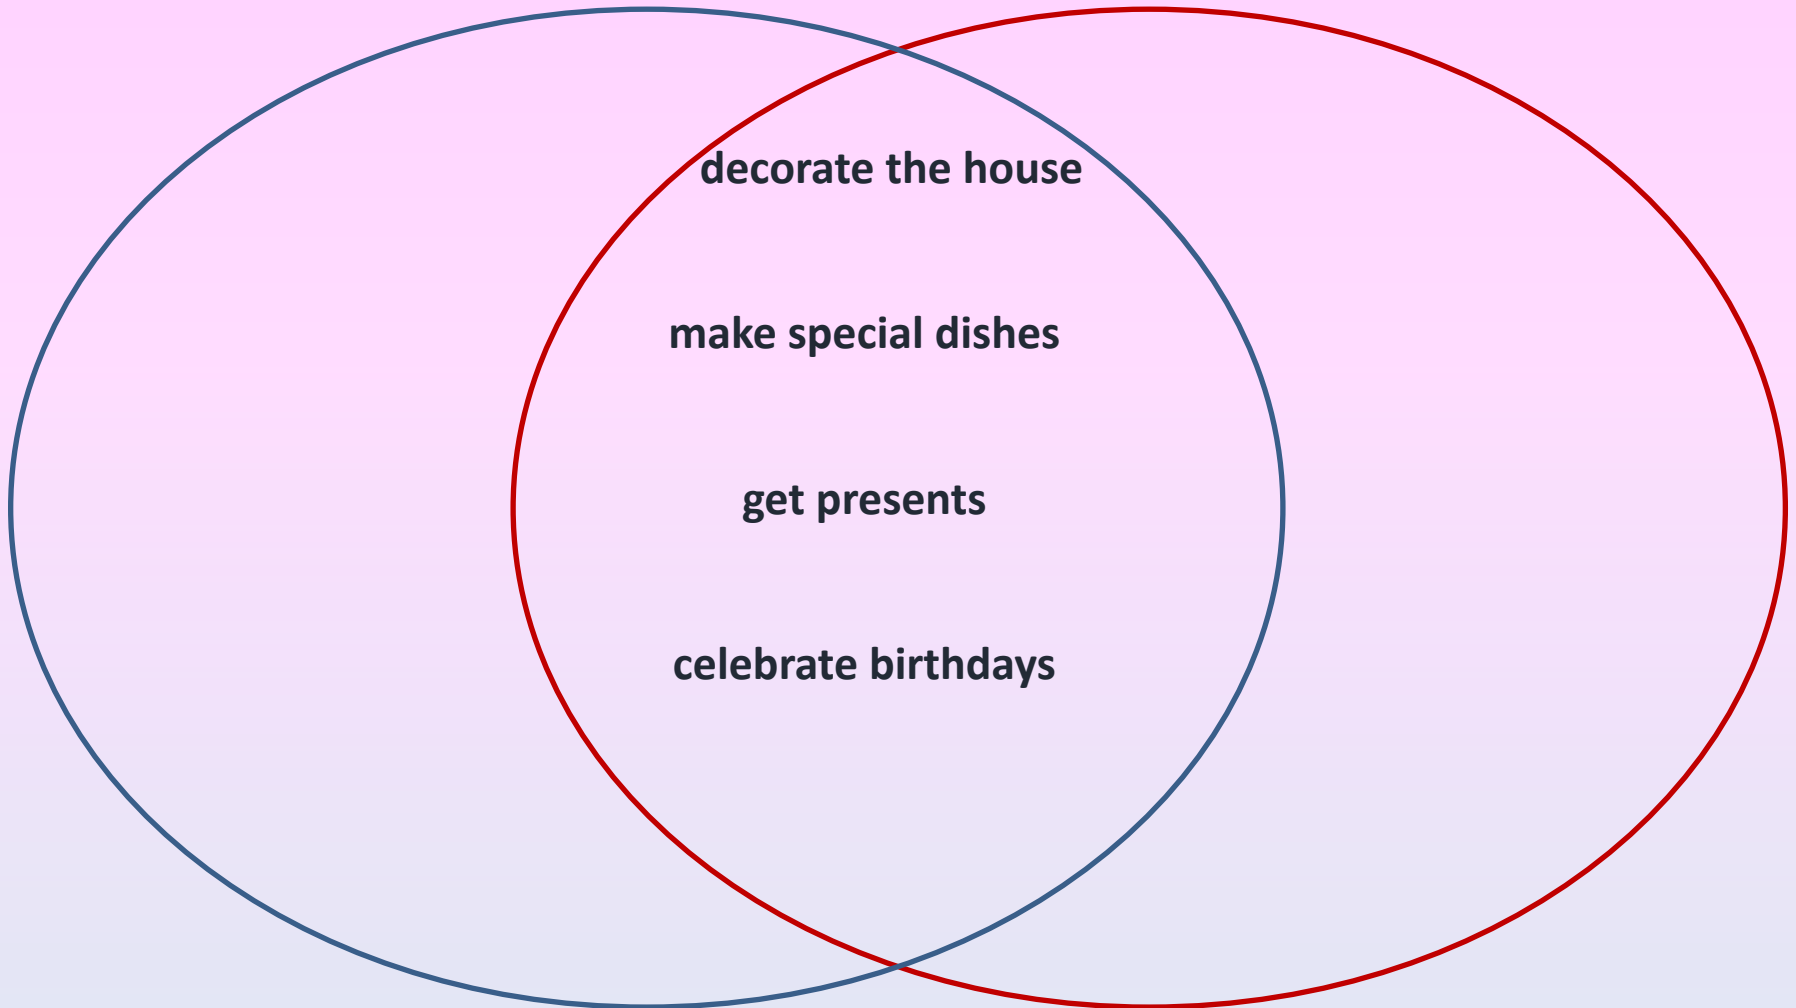 decorate the house
make special dishes
get presents
celebrate birthdays